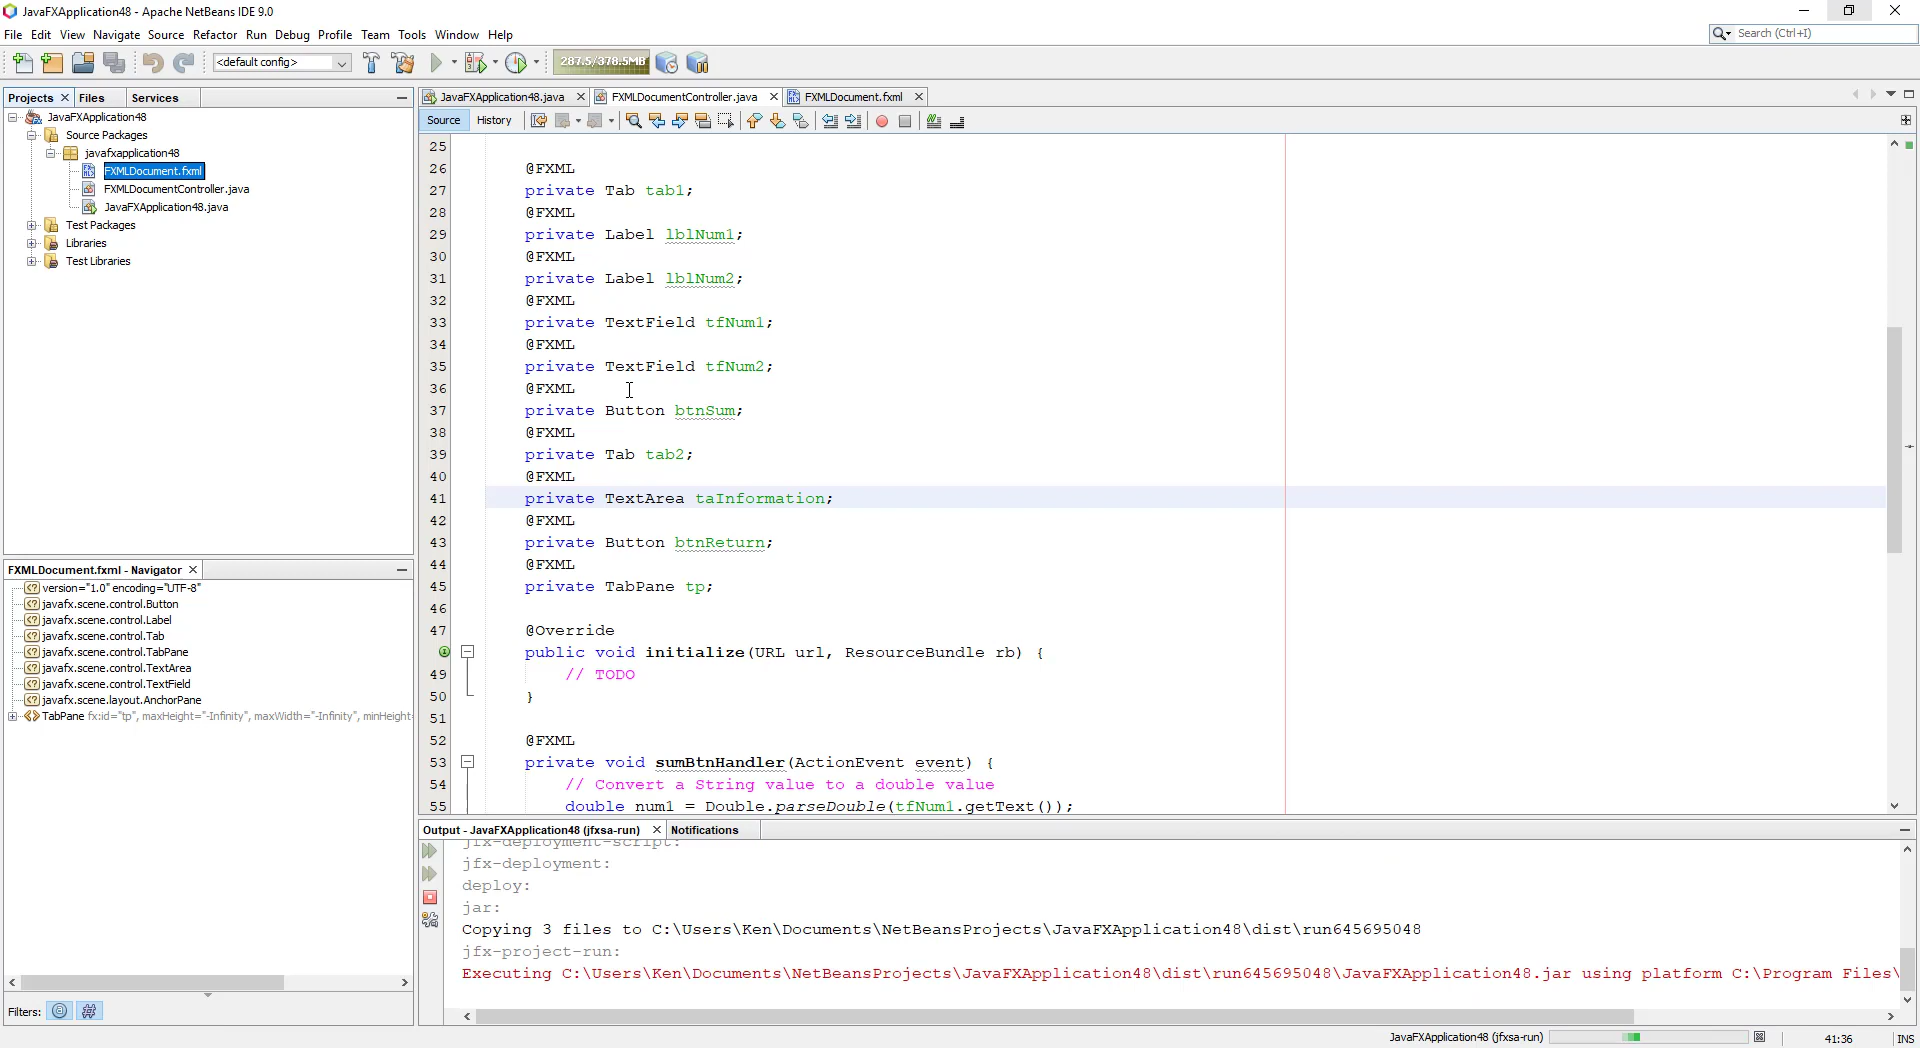 JavaFXApplication48 - Apache NetBeans IDE 9.0
File Edit View Navigate Source Refactor Run Debug Profile Team Tools Window Help
Search (Ctrl+I)
<default config>
287.5/378.5MB
Projects Files Services
JavaFXApplication48
Source Packages
javafxapplication48
FXMLDocument.fxml
FXMLDocumentController.java
JavaFXApplication48.java
Test Packages
Libraries
Test Libraries
FXMLDocument.fxml - Navigator
version="1.0" encoding="UTF-8"
javafx.scene.control.Button
javafx.scene.control.Label
javafx.scene.control.Tab
javafx.scene.control.TabPane
javafx.scene.control.TextArea
javafx.scene.control.TextField
javafx.scene.layout.AnchorPane
TabPane fx:id="tp", maxHeight="-Infinity", maxWidth="-Infinity", minHeight=
Filters:
JavaFXApplication48.java FXMLDocumentController.java FXMLDocument.fxml
Source History
25
26 @FXML
27 private Tab tab1;
28 @FXML
29 private Label lblNum1;
30 @FXML
31 private Label lblNum2;
32 @FXML
33 private TextField tfNum1;
34 @FXML
35 private TextField tfNum2;
36 @FXML
37 private Button btnSum;
38 @FXML
39 private Tab tab2;
40 @FXML
41 private TextArea taInformation;
42 @FXML
43 private Button btnReturn;
44 @FXML
45 private TabPane tp;
46
47 @Override
public void initialize(URL url, ResourceBundle rb) {
49 // TODO
50 }
51
52 @FXML
53 private void sumBtnHandler(ActionEvent event) {
54 // Convert a String value to a double value
55 double num1 = Double.parseDouble(tfNum1.getText());
Output - JavaFXApplication48 (jfxsa-run) Notifications
jfx-deployment-script:
jfx-deployment:
deploy:
jar:
Copying 3 files to C:\Users\Ken\Documents\NetBeansProjects\JavaFXApplication48\dist\run645695048
jfx-project-run:
Executing C:\Users\Ken\Documents\NetBeansProjects\JavaFXApplication48\dist\run645695048\JavaFXApplication48.jar using platform C:\Program Files\
JavaFXApplication48 (jfxsa-run) 41:36 INS